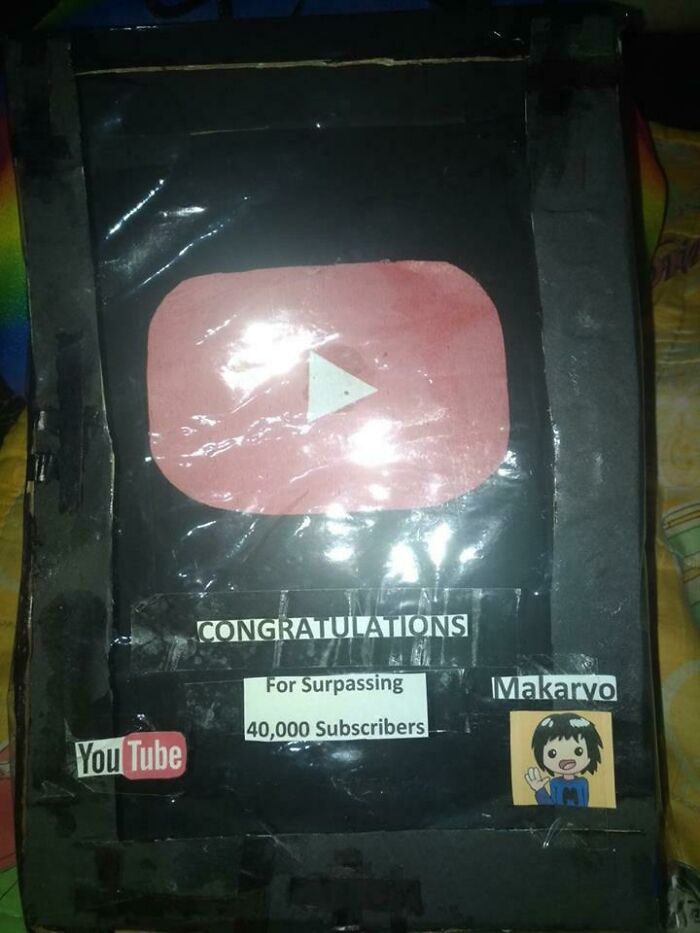 CONGRATULATIONS
For Surpassing
40,000 Subscribers
Makaryo
YouTube